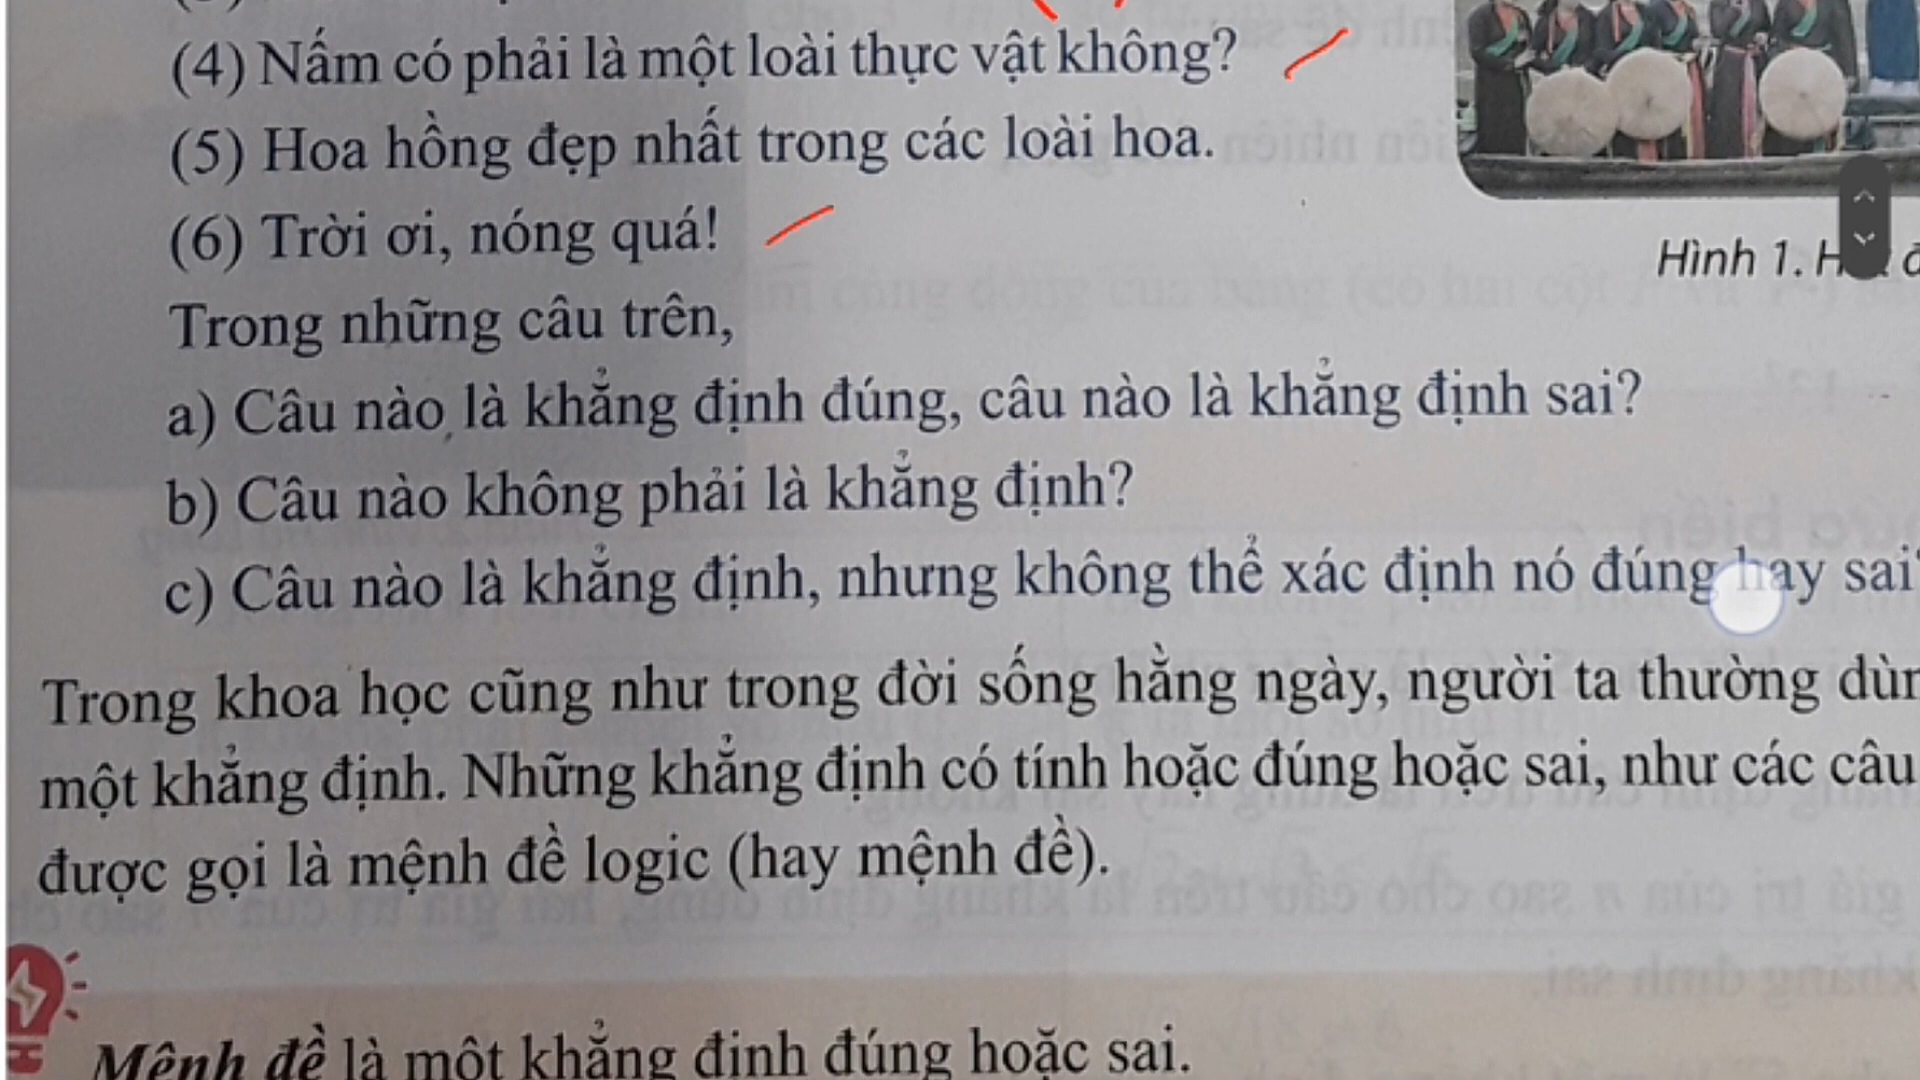 (4) Nấm có phải là một loài thực vật không?
(5) Hoa hồng đẹp nhất trong các loài hoa.
(6) Trời ơi, nóng quá!
Hình 1.
Trong những câu trên,
a) Câu nào là khẳng định đúng, câu nào là khẳng định sai?
b) Câu nào không phải là khẳng định?
c) Câu nào là khẳng định, nhưng không thể xác định nó đúng hay sai
Trong khoa học cũng như trong đời sống hằng ngày, người ta thường
một khẳng định. Những khẳng định có tính hoặc đúng hoặc sai, như các câu
được gọi là mệnh đề logic (hay mệnh đề).
Mệnh đề là một khẳng định đúng hoặc sai.